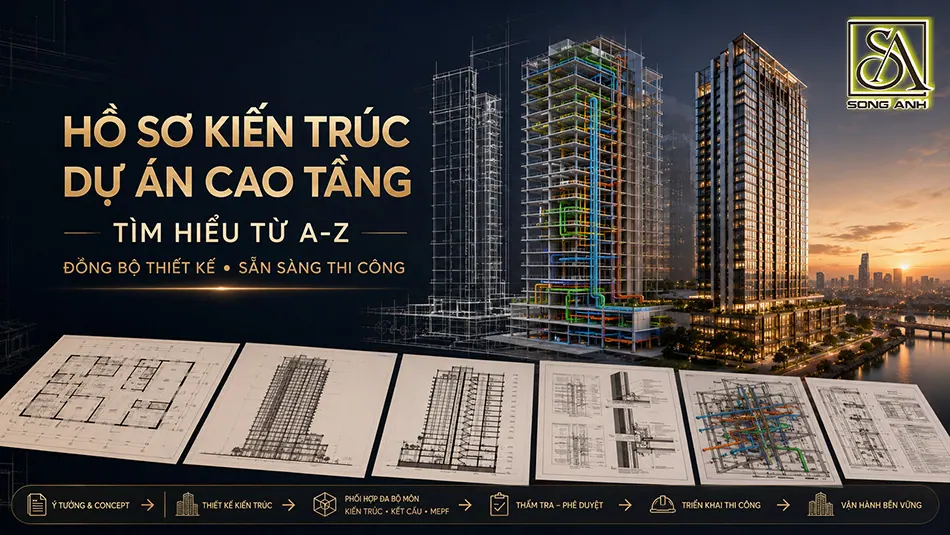 SA
SONG ANH
HỒ SƠ KIẾN TRÚC
DỰ ÁN CAO TẦNG
TÌM HIỂU TỪ A-Z
ĐỒNG BỘ THIẾT KẾ • SẴN SÀNG THI CÔNG
Ý TƯỞNG & CONCEPT
THIẾT KẾ KIẾN TRÚC
PHỐI HỢP ĐA BỘ MÔN
KIẾN TRÚC • KẾT CẤU • MEPF
THẨM TRA – PHÊ DUYỆT
TRIỂN KHAI THI CÔNG
VẬN HÀNH BỀN VỮNG